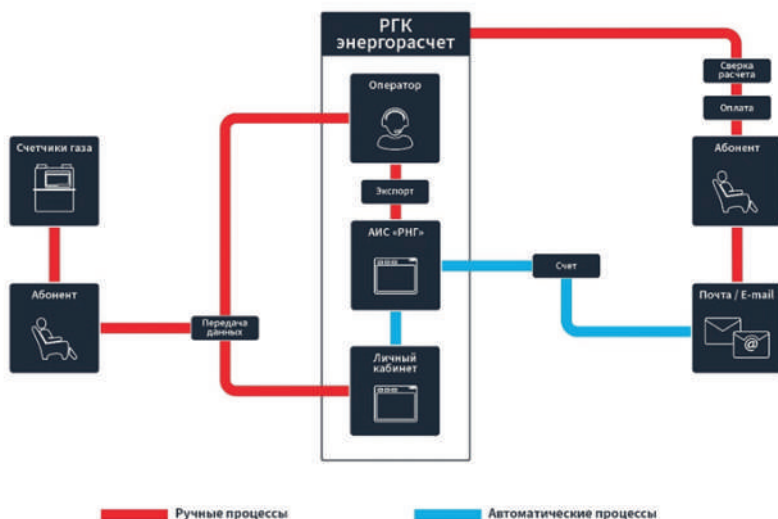 РГК
энергорасчет
Оператор
Сверка
расчета
Оплата
Счетчики газа
Абонент
Экспорт
АИС «РНГ»
Счет
Абонент
Почта / E-mail
Передача
данных
Личный
кабинет
Ручные процессы
Автоматические процессы